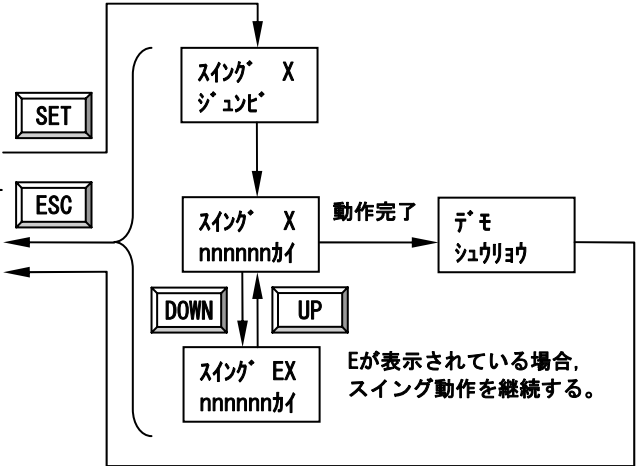 SET
ESC
ｽｲﾝｸﾞ X
ｼﾞｭﾝﾋﾞ
ｽｲﾝｸﾞ X
nnnnnnｶｲ
動作完了
ﾃﾞﾓ
ｼｭｳﾘｮｳ
DOWN
UP
ｽｲﾝｸﾞ EX
nnnnnnｶｲ
Eが表示されている場合,
スイング動作を継続する。